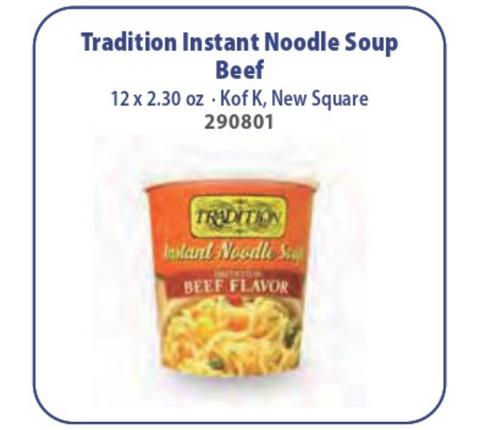 Tradition Instant Noodle Soup
Beef
12 x 2.30 oz · Kof K, New Square
290801
TRADITION
Instant Noodle Soup
IMITATION
BEEF FLAVOR